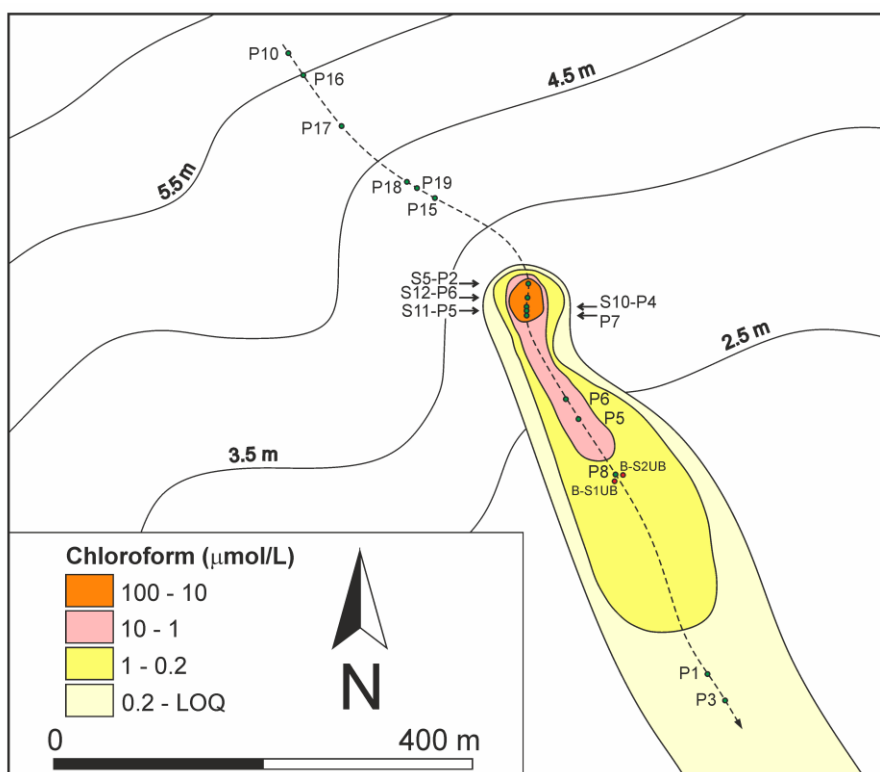 P10
P16
4.5 m
P17
5.5 m
P18
P19
P15
S5-P2
S12-P6
S11-P5
S10-P4
P7
2.5 m
P6
P5
3.5 m
P8
B-S2UB
B-S1UB
Chloroform (μmol/L)
100 - 10
10 - 1
1 - 0.2
0.2 - LOQ
N
P1
P3
0
400 m